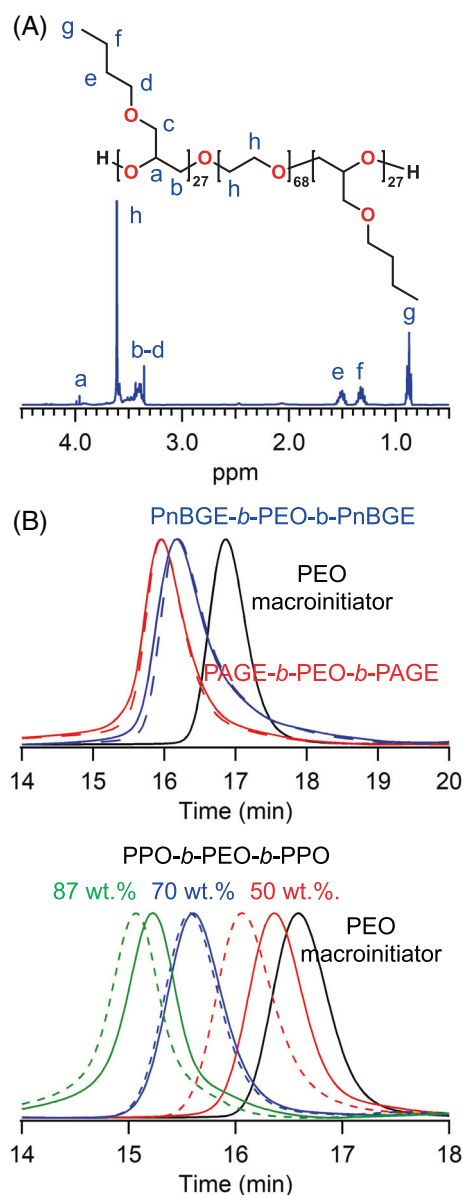 (A)
g
f
e
d
O
c
h
H
O
a
b
27
O
h
h
O
68
O
H
27
O
h
a
b-d
e
f
g
4.0 3.0 2.0 1.0
ppm
(B)
PnBGE-b-PEO-b-PnBGE
PEO
macroinitiator
PAGE-b-PEO-b-PAGE
14 15 16 17 18 19 20
Time (min)
PPO-b-PEO-b-PPO
87 wt.% 70 wt.% 50 wt.%.
PEO
macroinitiator
14 15 16 17 18
Time (min)